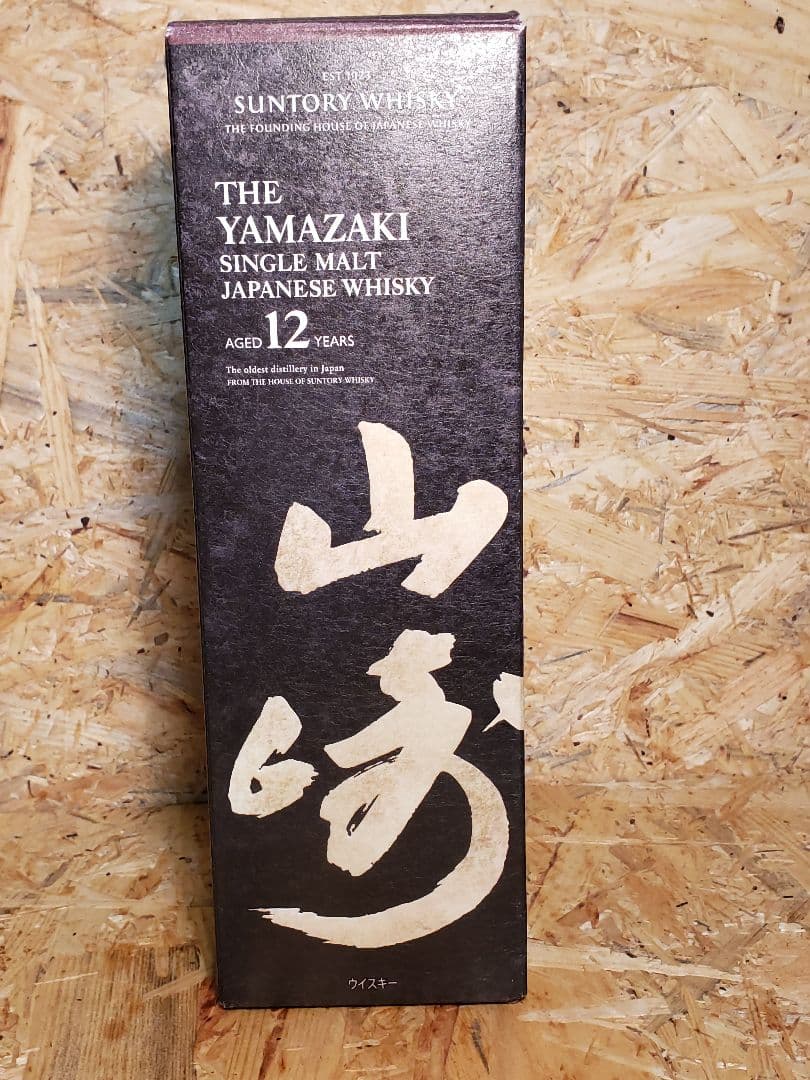 EST 1923
SUNTORY WHISKY
THE FOUNDING HOUSE OF JAPANESE WHISKY
THE
YAMAZAKI
SINGLE MALT
JAPANESE WHISKY
AGED 12 YEARS
The oldest distillery in Japan
FROM THE HOUSE OF SUNTORY WHISKY
山
崎
ウイスキー